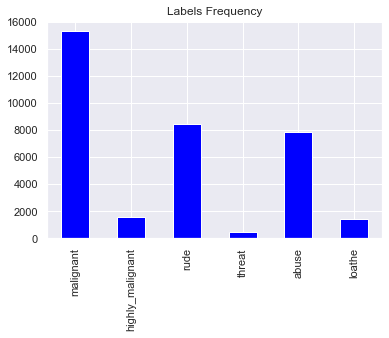 Labels Frequency
16000
14000
12000
10000
8000
6000
4000
2000
0
malignant
highly_malignant
rude
threat
abuse
loathe